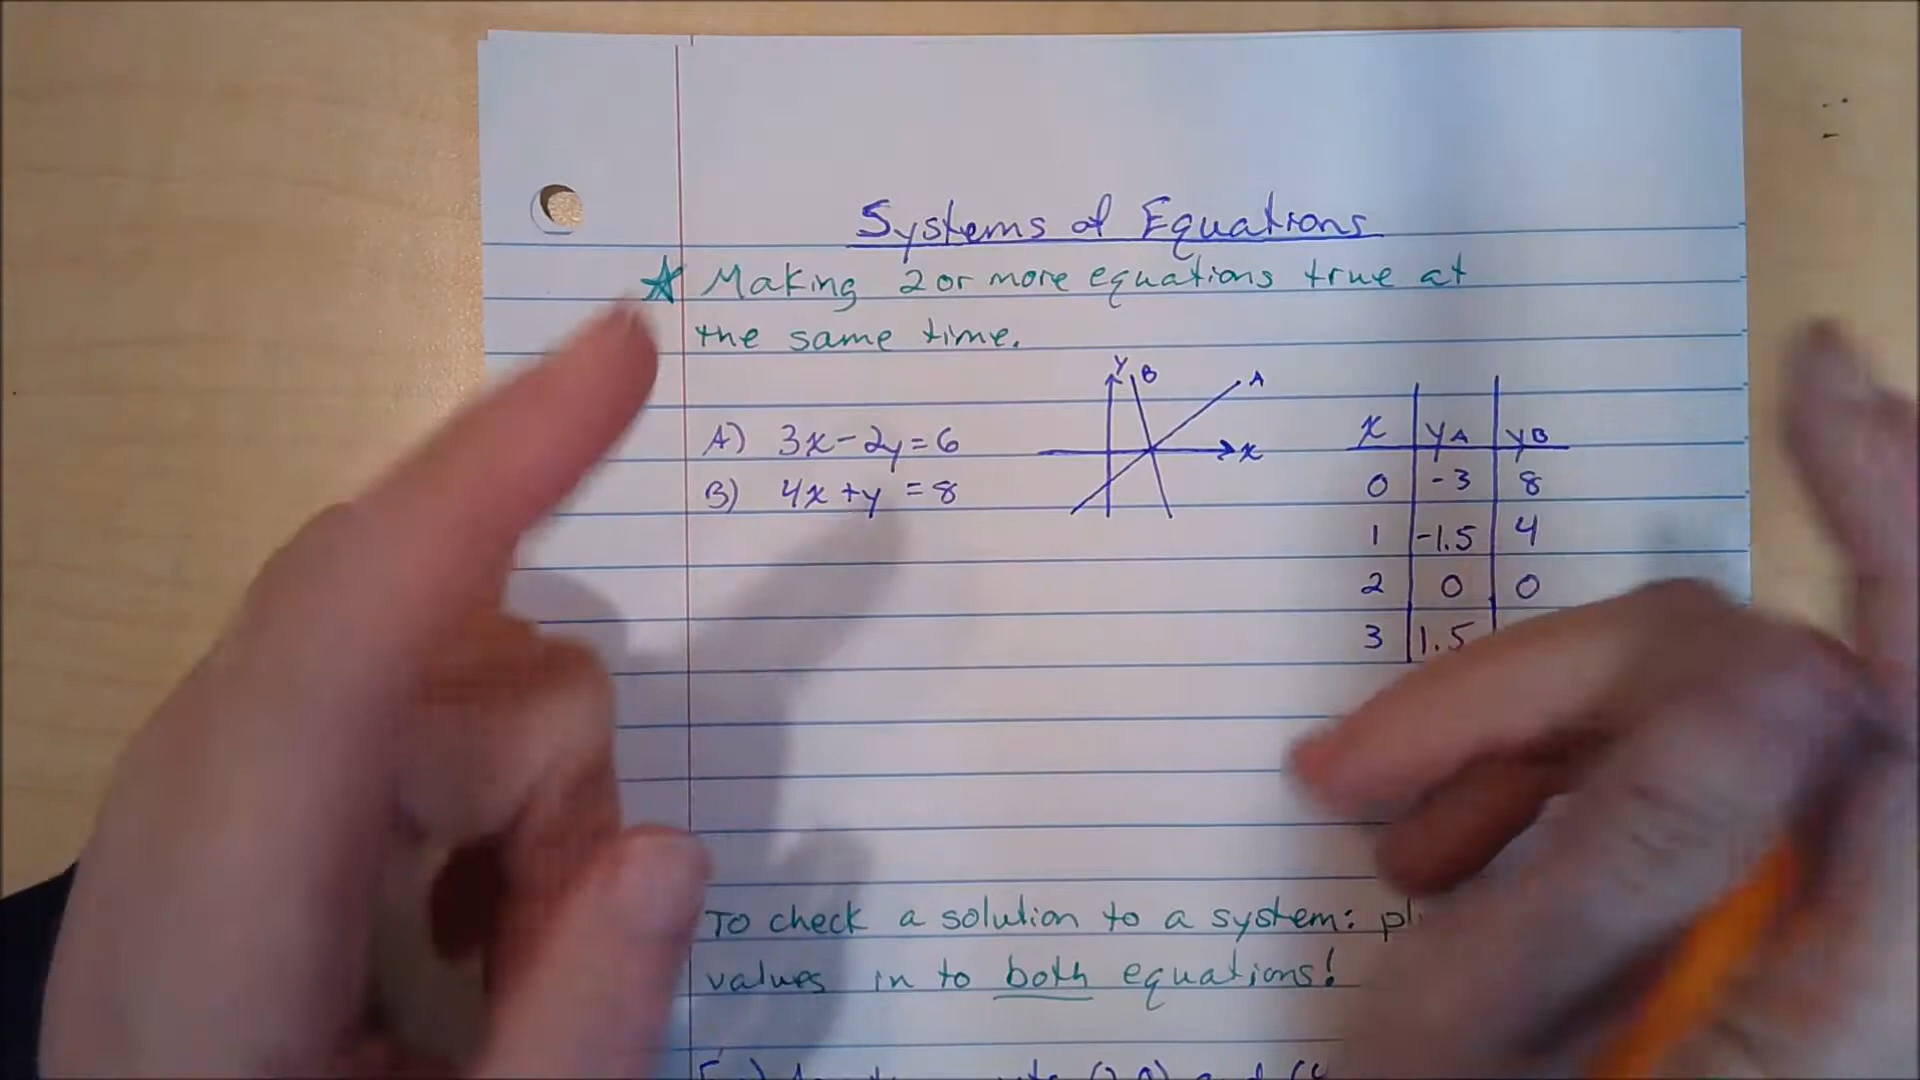 Systems of Equations
☆ Making 2 or more equations true at
the same time.
A) 3x-2y=6
B) 4x+y=8
y B A
x
x yA yB
0 -3 8
1 -1.5 4
2 0 0
3 1.5
To check a solution to a system:
values in to both equations!
and